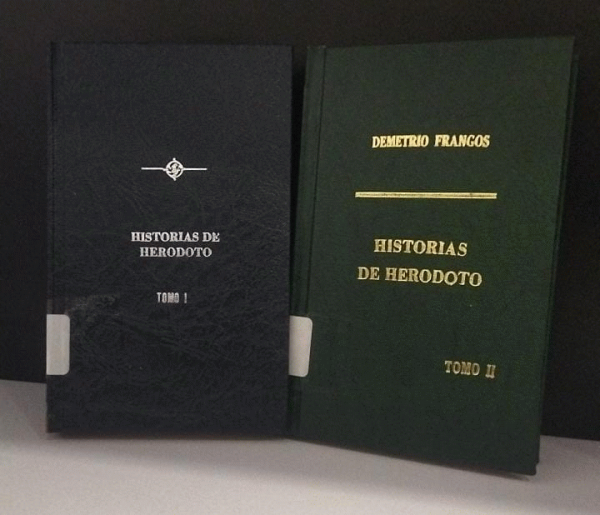 HISTORIAS DE
HERODOTO
TOMO I
DEMETRIO FRANGOS
HISTORIAS
DE HERODOTO
TOMO II